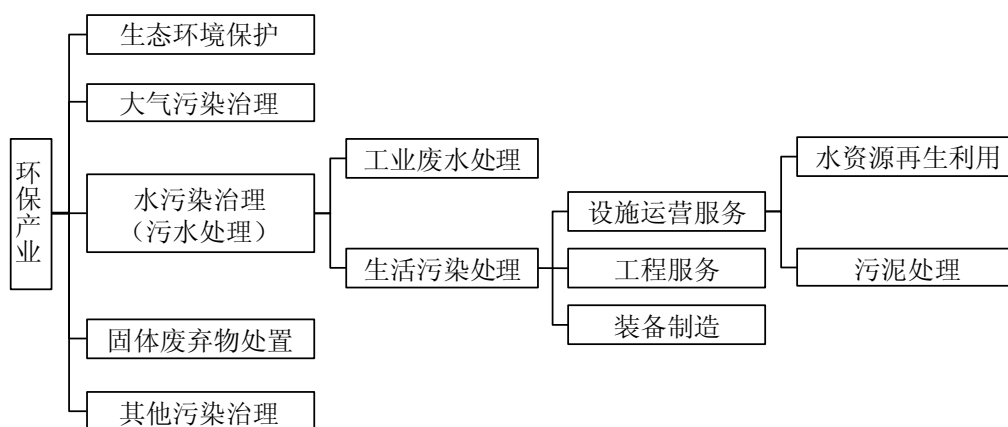 环保产业
生态环境保护
大气污染治理
水污染治理
（污水处理）
固体废弃物处置
其他污染治理
工业废水处理
生活污染处理
设施运营服务
工程服务
装备制造
水资源再生利用
污泥处理